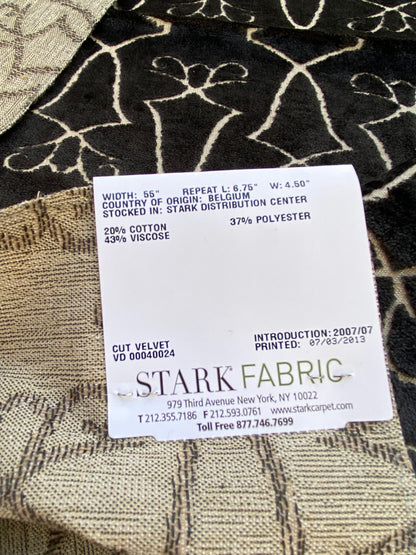 WIDTH: 56" REPEAT L: 6.75" W: 4.50"
COUNTRY OF ORIGIN: BELGIUM
STOCKED IN: STARK DISTRIBUTION CENTER
20% COTTON 37% POLYESTER
43% VISCOSE
CUT VELVET INTRODUCTION: 2007/07
VD 00040024 PRINTED: 07/03/2013
STARK FABRIC
979 Third Avenue New York, NY 10022
T 212.355.7186 F 212.593.0761 www.starkcarpet.com
Toll Free 877.746.7699